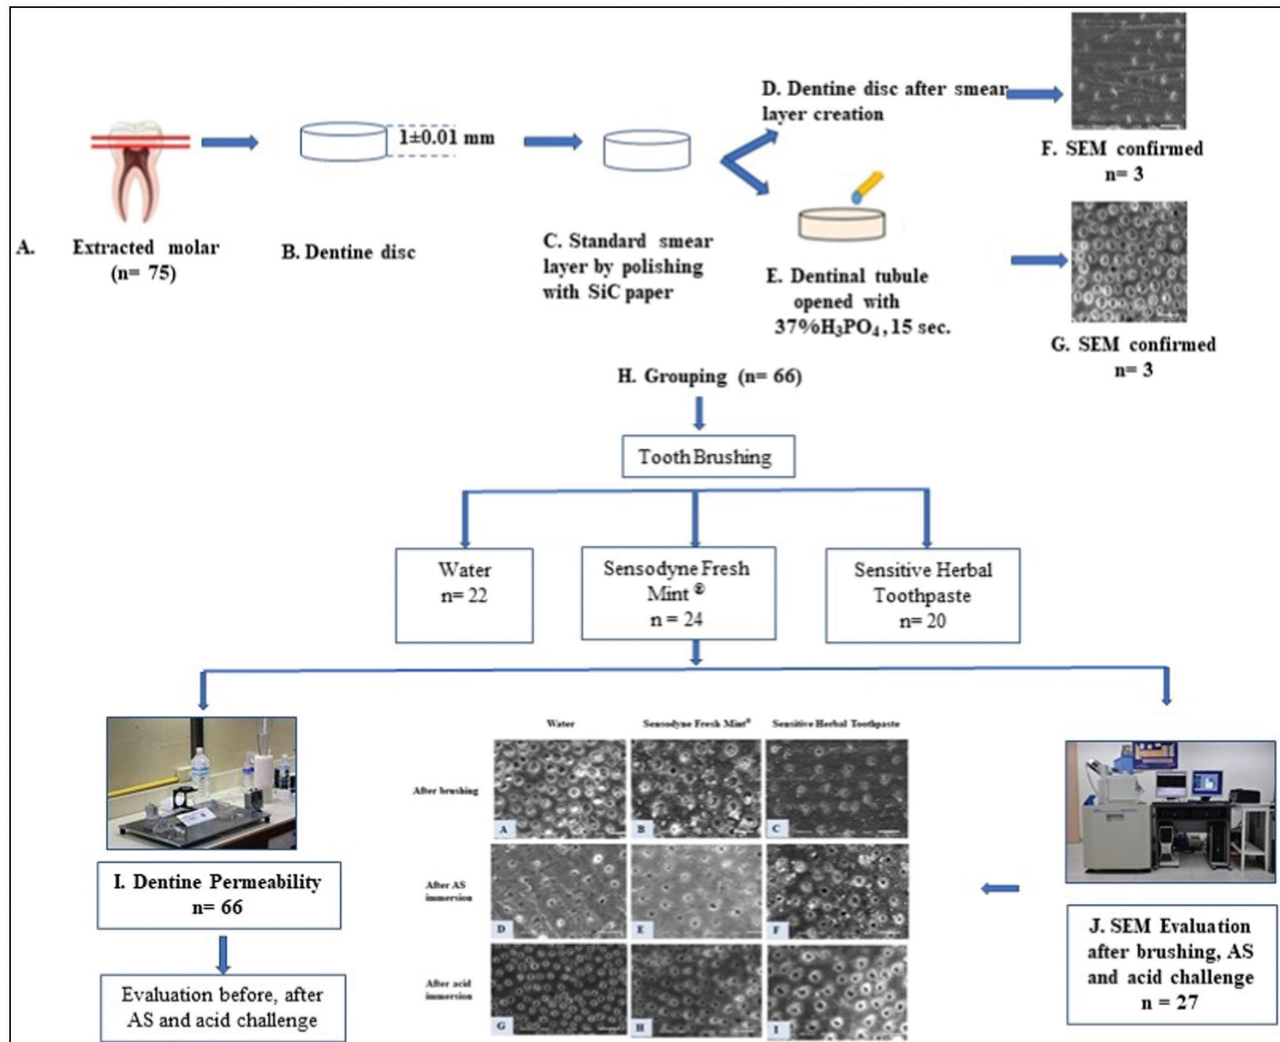 A. Extracted molar
(n= 75)
1±0.01 mm
B. Dentine disc
C. Standard smear
layer by polishing
with SiC paper
D. Dentine disc after smear
layer creation
E. Dentinal tubule
opened with
37%H₃PO₄, 15 sec.
F. SEM confirmed
n= 3
G. SEM confirmed
n= 3
H. Grouping (n= 66)
Tooth Brushing
Water
n= 22
Sensodyne Fresh
Mint ®
n = 24
Sensitive Herbal
Toothpaste
n= 20
I. Dentine Permeability
n= 66
Evaluation before, after
AS and acid challenge
Water Sensodyne Fresh Mint® Sensitive Herbal Toothpaste
After brushing
A B C
After AS
immersion
D E F
After acid
immersion
G H I
J. SEM Evaluation
after brushing, AS
and acid challenge
n = 27